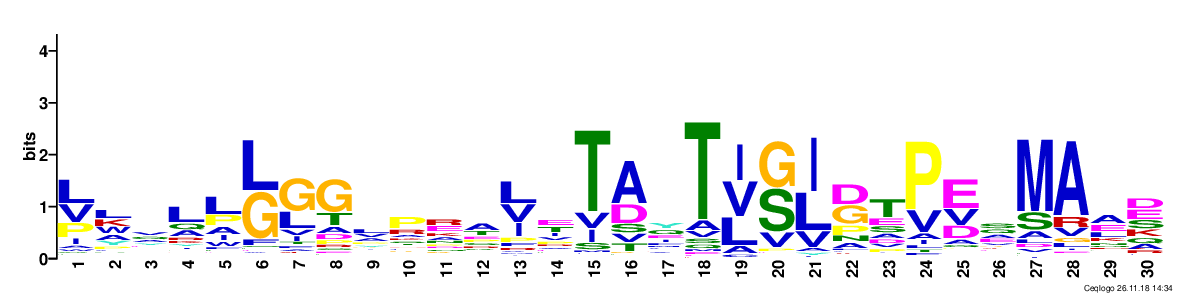 4
3
2
1
0
bits
L V P I
L K W A Y
L Q A R
L P A I W
L G F
G L Y I
G T D E R
L V
P R K
R E K
A T E
L V I F
E T V
T V I S
A D S V T
Y
T A V S M
I V L A
G S V
I L V
D G P N A
T E S A G
P V A I E
E V D A
S
M S A L
A R V G
A E L K
D E S K Q A
1 2 3 4 5 6 7 8 9 10 11 12 13 14 15 16 17 18 19 20 21 22 23 24 25 26 27 28 29 30
Ceqlogo 26.11.18 14:34